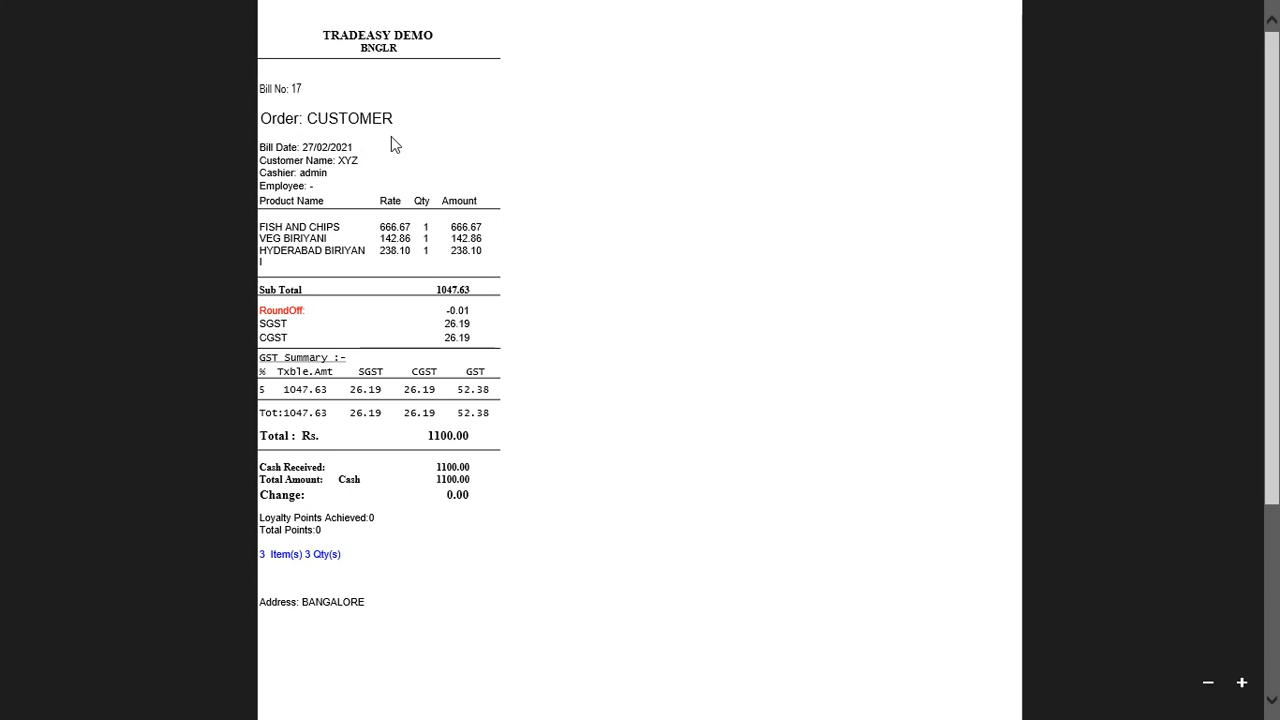 TRADEASY DEMO
BNGLR
Bill No: 17
Order: CUSTOMER
Bill Date: 27/02/2021
Customer Name: XYZ
Cashier: admin
Employee: -
Product Name Rate Qty Amount
FISH AND CHIPS 666.67 1 666.67
VEG BIRIYANI 142.86 1 142.86
HYDERABAD BIRIYAN 238.10 1 238.10
I
Sub Total 1047.63
RoundOff: -0.01
SGST 26.19
CGST 26.19
GST Summary :-
% Txble.Amt SGST CGST GST
5 1047.63 26.19 26.19 52.38
Tot:1047.63 26.19 26.19 52.38
Total : Rs. 1100.00
Cash Received: 1100.00
Total Amount: Cash 1100.00
Change: 0.00
Loyalty Points Achieved:0
Total Points:0
3 Item(s) 3 Qty(s)
Address: BANGALORE